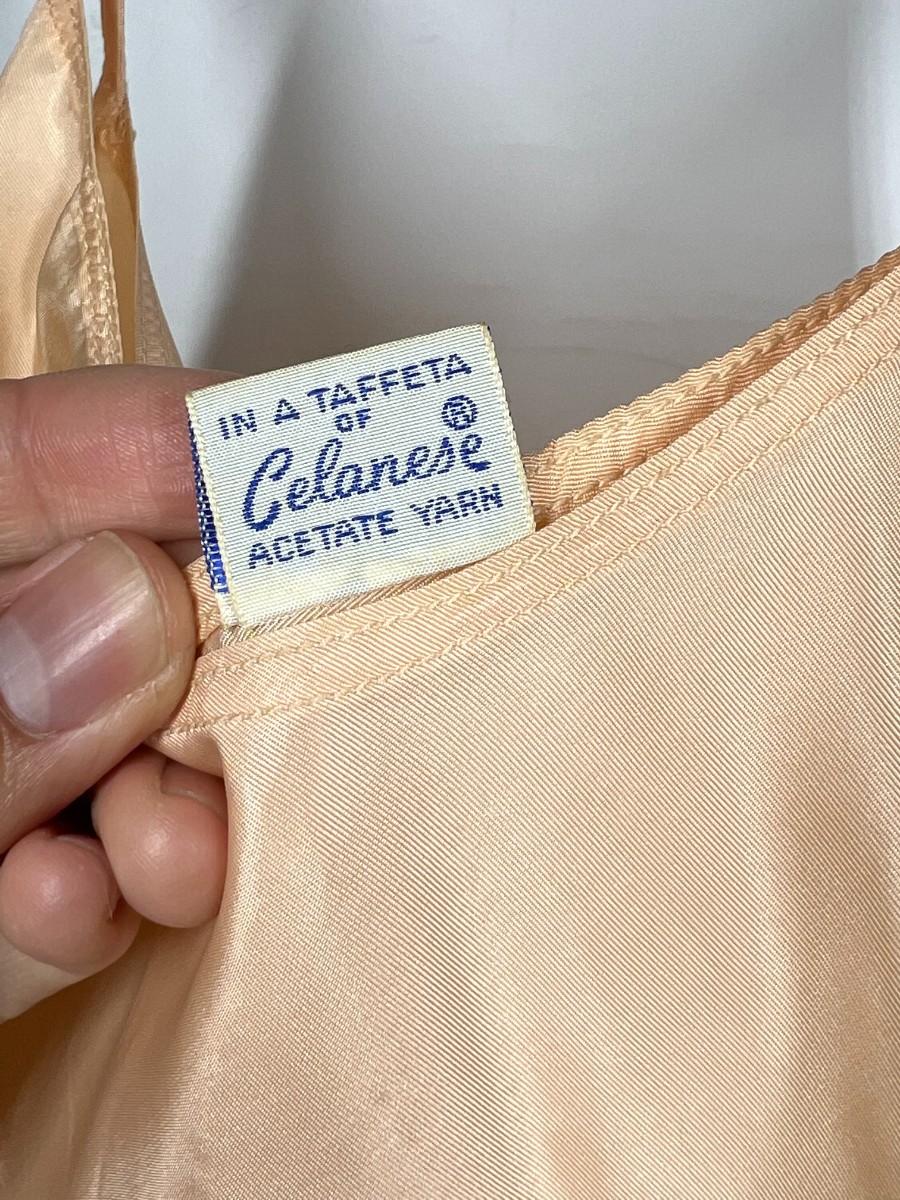 IN A TAFFETA
OF
Celanese ®
ACETATE YARN